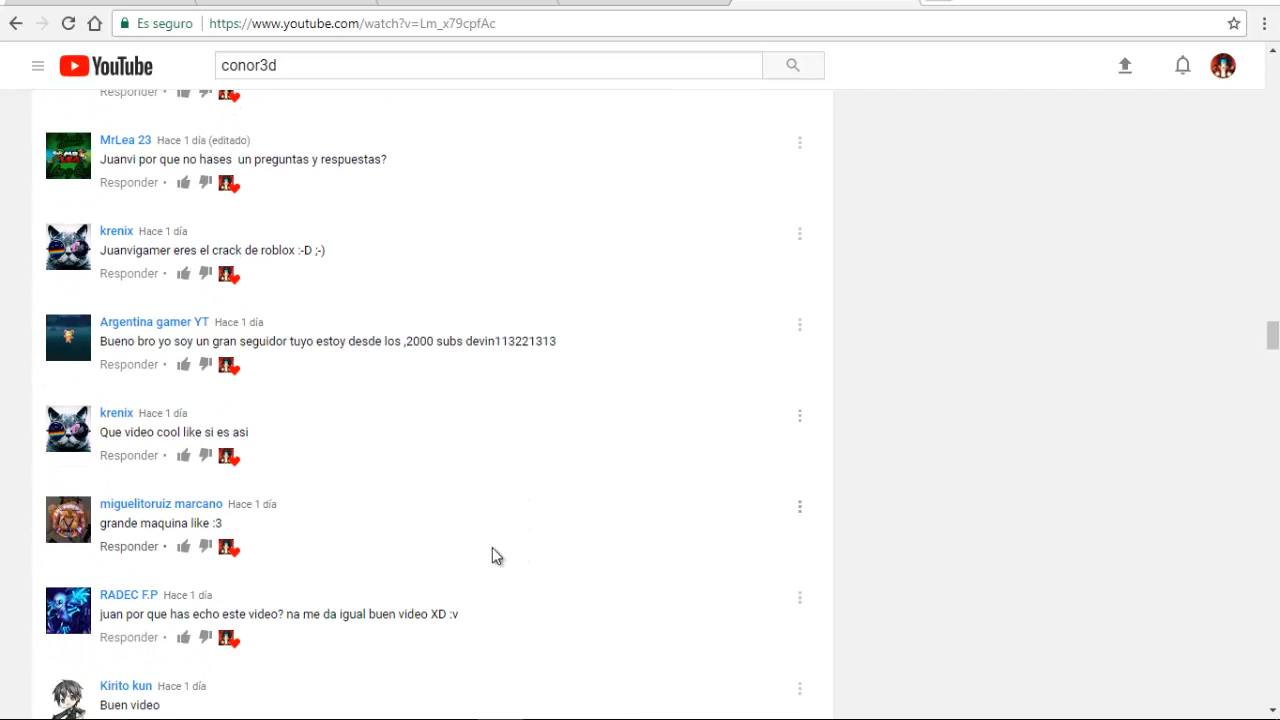 Es seguro https://www.youtube.com/watch?v=Lm_x79cpfAc
YouTube conor3d
Responder •
MrLea 23 Hace 1 día (editado)
Juanvi por que no hases un preguntas y respuestas?
Responder •
krenix Hace 1 día
Juanvigamer eres el crack de roblox :-D ;-)
Responder •
Argentina gamer YT Hace 1 día
Bueno bro yo soy un gran seguidor tuyo estoy desde los ,2000 subs devin113221313
Responder •
krenix Hace 1 día
Que video cool like si es asi
Responder •
miguelitoruiz marcano Hace 1 día
grande maquina like :3
Responder •
RADEC F.P Hace 1 día
juan por que has echo este video? na me da igual buen video XD :v
Responder •
Kirito kun Hace 1 día
Buen video